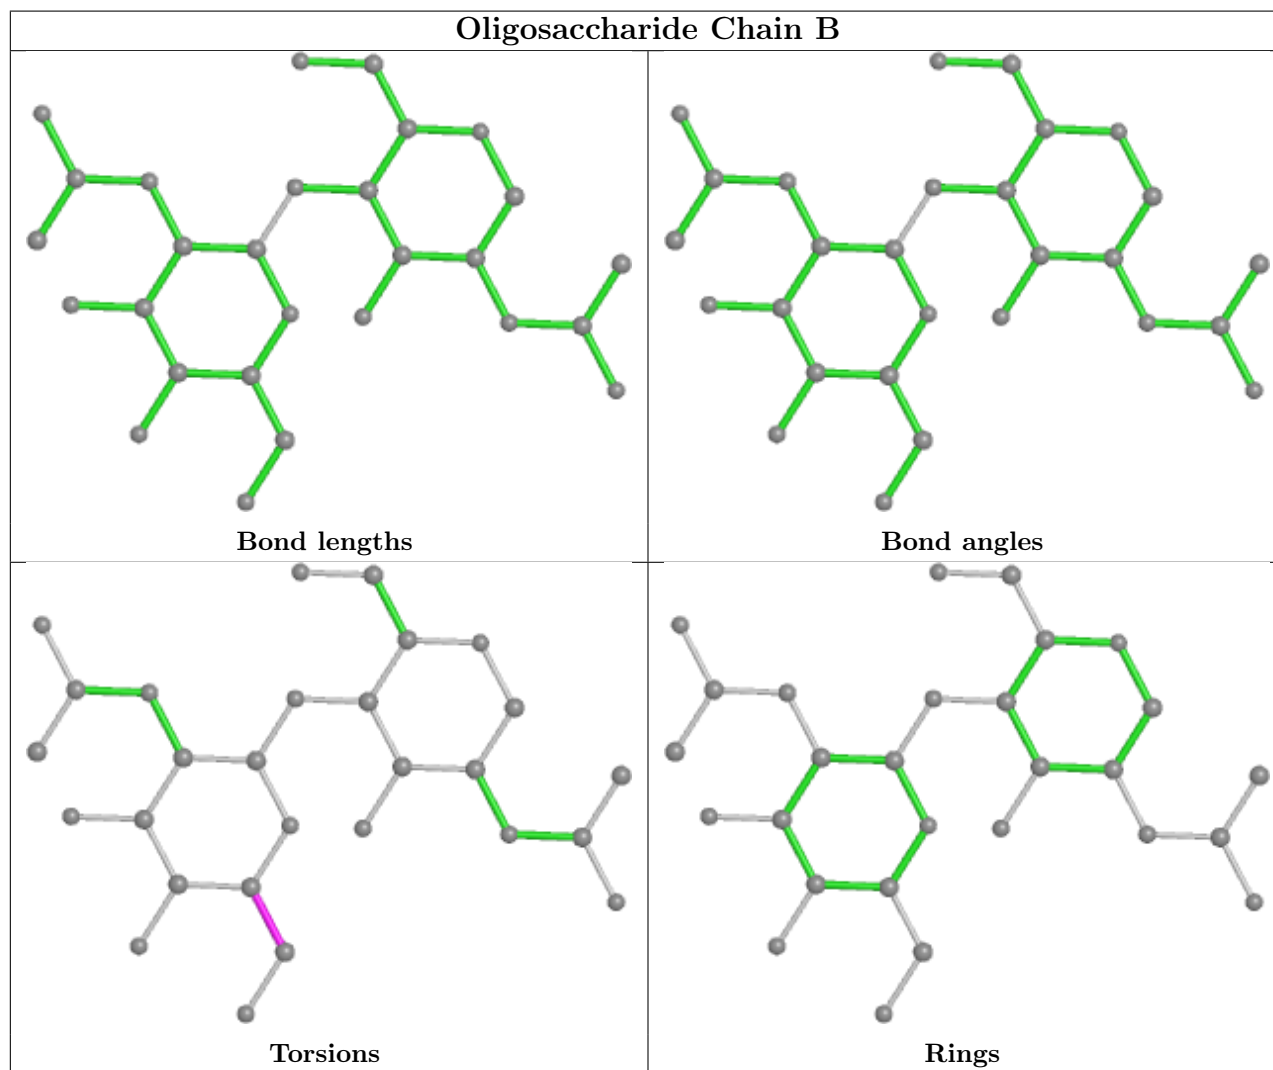 Oligosaccharide Chain B
Bond lengths
Bond angles
Torsions
Rings